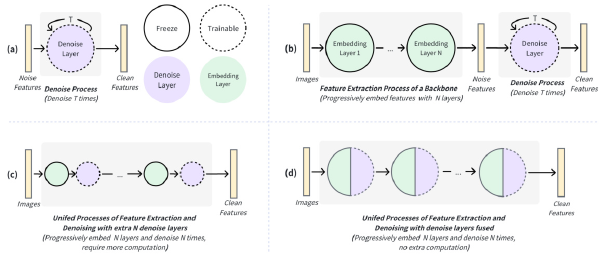 (a)
T
Denoise
Layer
Noise
Features
Clean
Features
Denoise Process
(Denoise T times)
Freeze
Trainable
Denoise
Layer
Embedding
Layer
(b)
Embedding
Layer 1
...
Embedding
Layer N
T
Denoise
Layer
Images
Noise
Features
Clean
Features
Feature Extraction Process of a Backbone
(Progressively embed features with N layers)
Denoise Process
(Denoise T times)
(c)
...
Images
Clean
Features
Unifed Processes of Feature Extraction and
Denoising with extra N denoise layers
(Progressively embed N layers and denoise N times,
require more computation)
(d)
...
Images
Clean
Features
Unifed Processes of Feature Extraction and
Denoising with denoise layers fused
(Progressively embed N layers and denoise N times,
no extra computation)